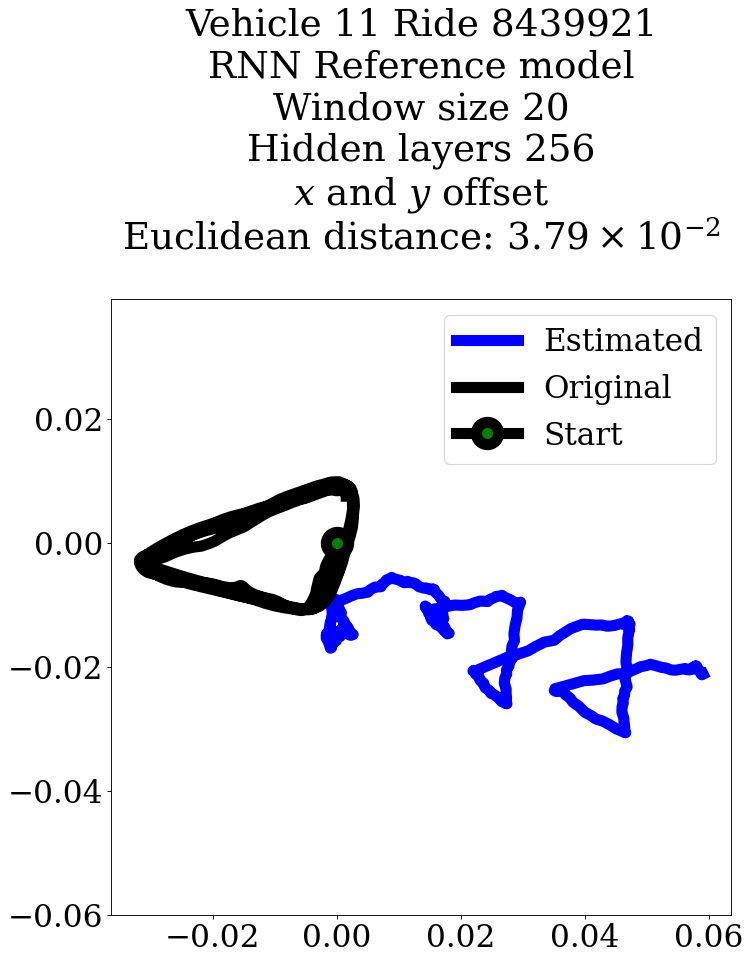 Vehicle 11 Ride 8439921
RNN Reference model
Window size 20
Hidden layers 256
x and y offset
Euclidean distance: 3.79 × 10⁻²
Estimated
Original
Start
0.02
0.00
−0.02
−0.04
−0.06
−0.02 0.00 0.02 0.04 0.06